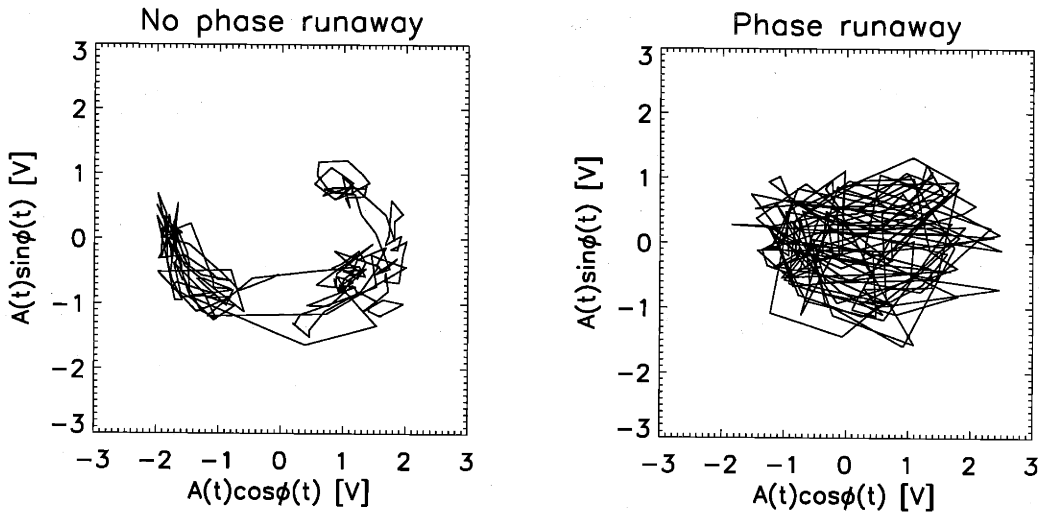 No phase runaway
3
2
1
0
−1
−2
−3
A(t)sinϕ(t) [V]
−3 −2 −1 0 1 2 3
A(t)cosϕ(t) [V]
Phase runaway
3
2
1
0
−1
−2
−3
A(t)sinϕ(t) [V]
−3 −2 −1 0 1 2 3
A(t)cosϕ(t) [V]